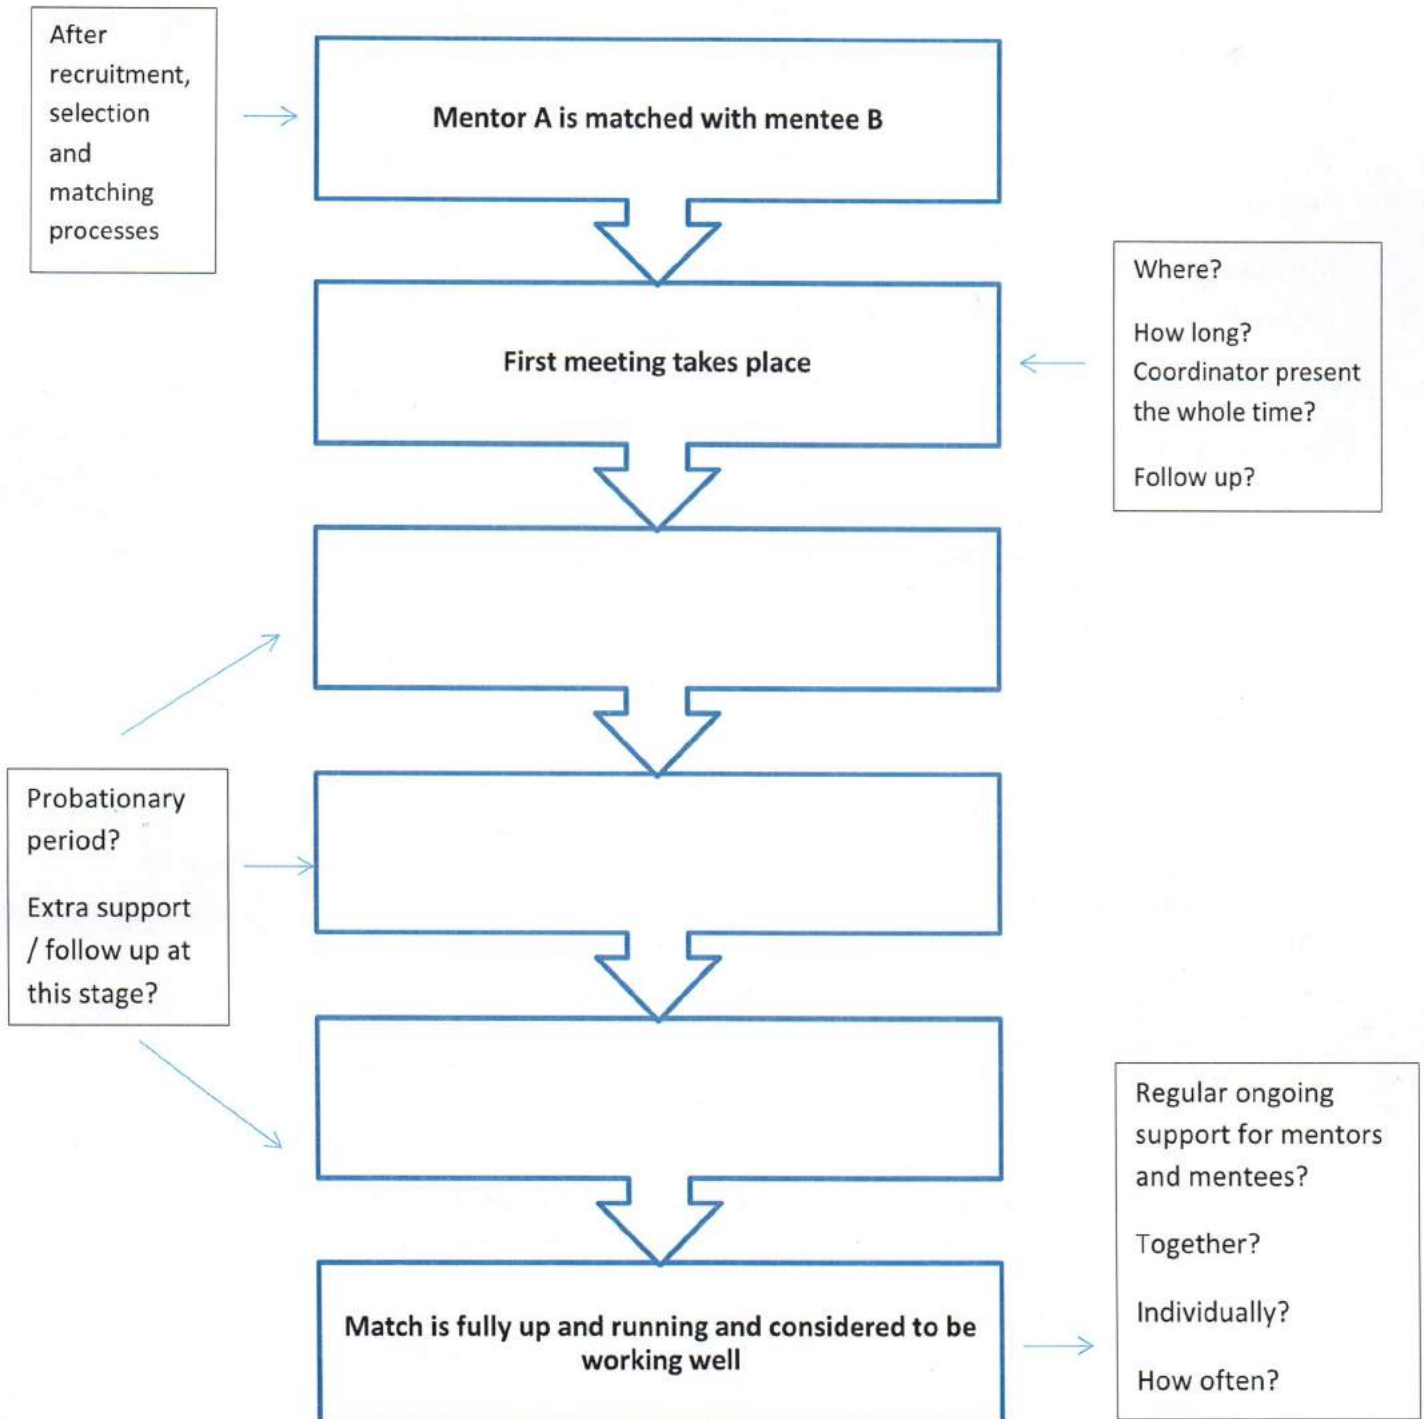 After
recruitment,
selection
and
matching
processes
Mentor A is matched with mentee B
First meeting takes place
Where?
How long?
Coordinator present
the whole time?
Follow up?
Probationary
period?
Extra support
/ follow up at
this stage?
Match is fully up and running and considered to be
working well
Regular ongoing
support for mentors
and mentees?
Together?
Individually?
How often?